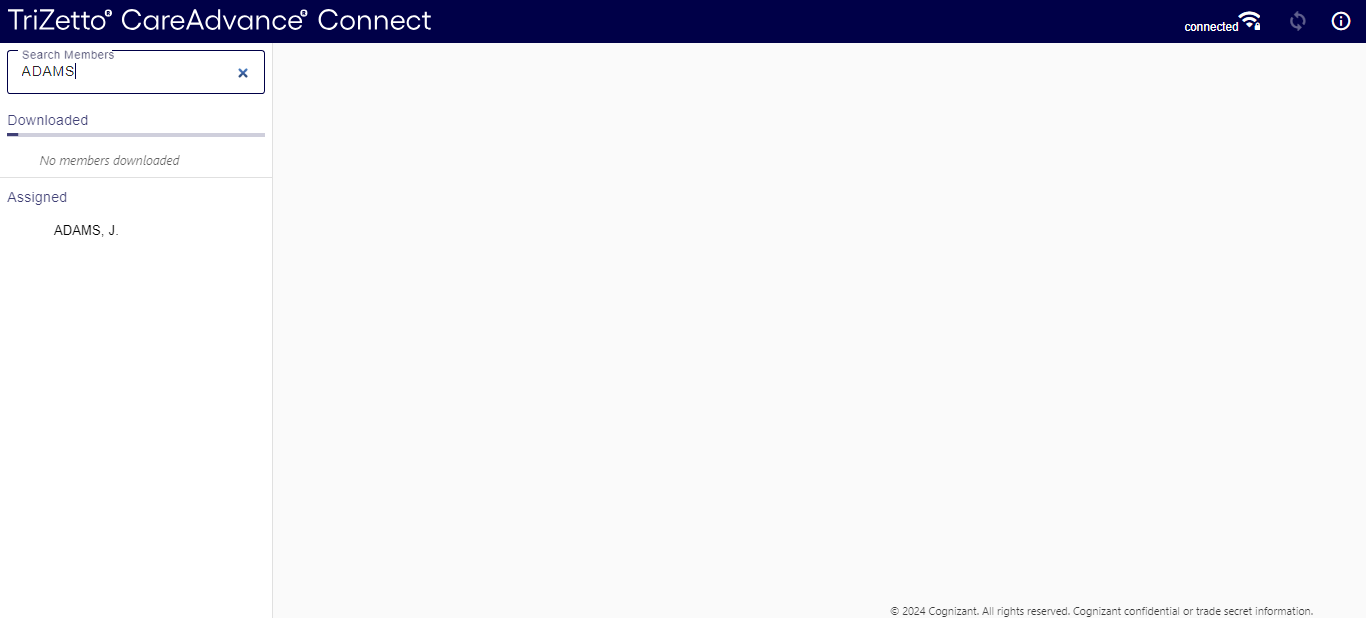 TriZetto® CareAdvance® Connect
connected
Search Members
ADAMS
Downloaded
No members downloaded
Assigned
ADAMS, J.
© 2024 Cognizant. All rights reserved. Cognizant confidential or trade secret information.